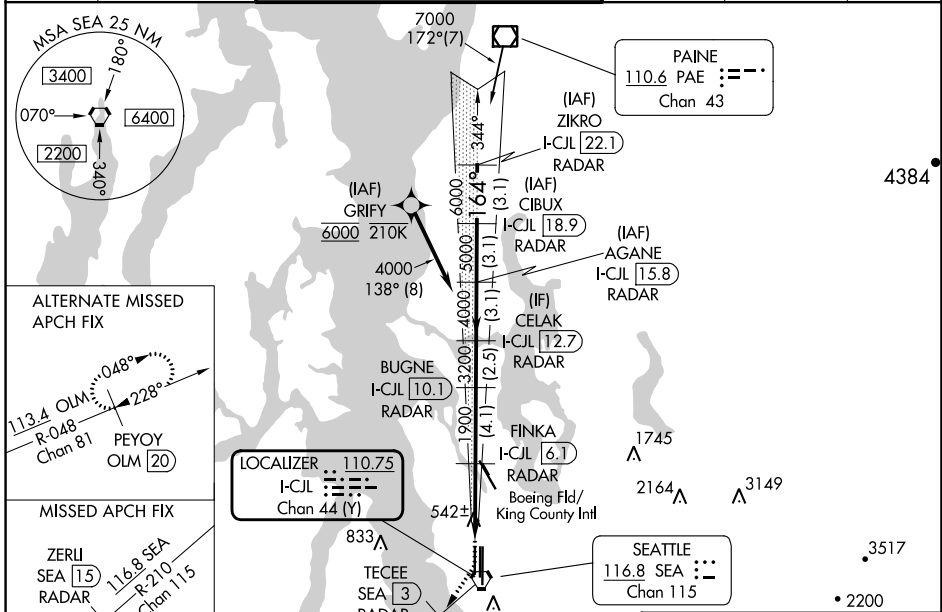 MSA SEA 25 NM
180°
3400
070°
6400
2200
340°
7000
172°(7)
PAINE
110.6 PAE
Chan 43
344°
(IAF)
ZIKRO
I-CJL 22.1
RADAR
6000
164°
(3.1)
4384
(IAF)
GRIFY
6000 210K
(IAF)
CIBUX
I-CJL 18.9
RADAR
5000
(3.1)
4000
138° (8)
(IAF)
AGANE
I-CJL 15.8
RADAR
4000
(3.1)
(IF)
CELAK
I-CJL 12.7
RADAR
3200
(2.5)
BUGNE
I-CJL 10.1
RADAR
1900
(4.1)
FINKA
I-CJL 6.1
RADAR
ALTERNATE MISSED
APCH FIX
048°
228°
113.4 OLM
R-048
Chan 81
PEYOY
OLM 20
LOCALIZER 110.75
I-CJL
Chan 44 (Y)
Boeing Fld/
King County Intl
1745
2164
3149
542±
833
MISSED APCH FIX
ZERLI
SEA 15
RADAR
116.8 SEA
R-210
Chan 115
TECEE
SEA 3
RADAR
SEATTLE
116.8 SEA
Chan 115
3517
2200